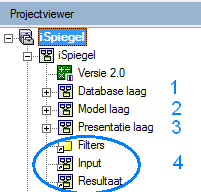 Projectviewer
iSpiegel
iSpiegel
Versie 2.0
Database laag 1
Model laag 2
Presentatie laag 3
Filters
Input 4
Resultaat